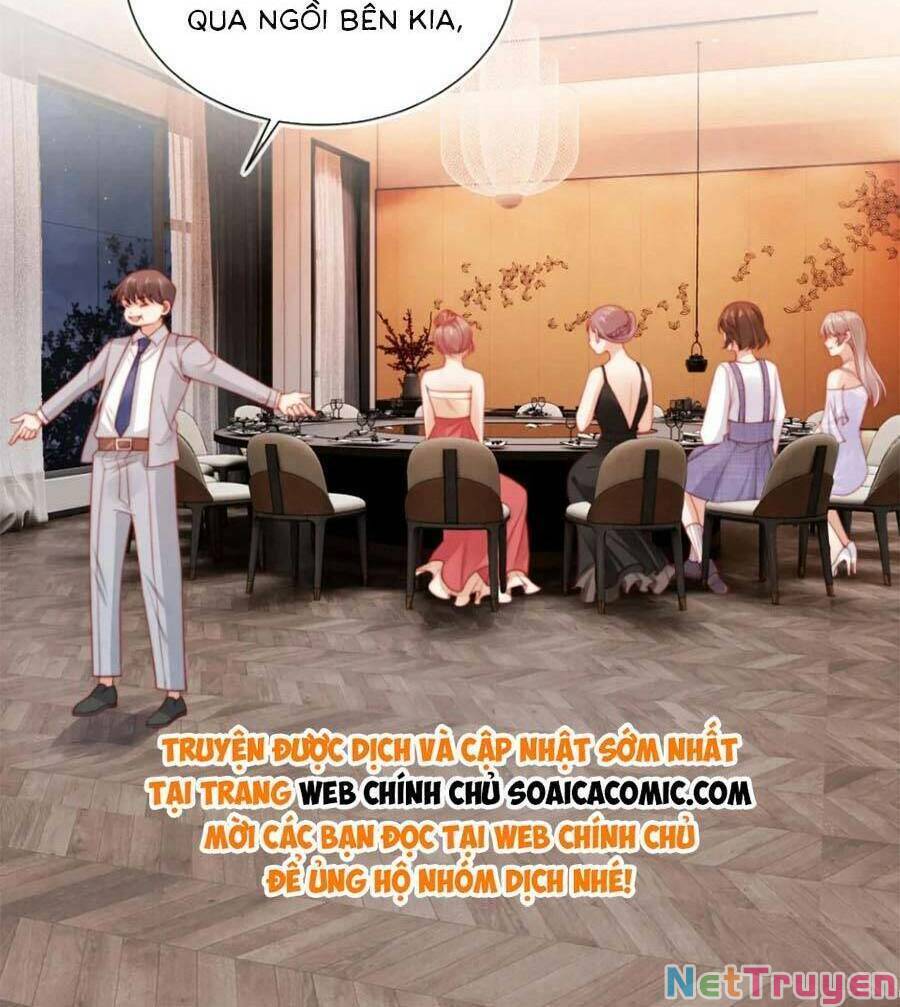 QUA NGỒI BÊN KIA,
TRUYỆN ĐƯỢC DỊCH VÀ CẬP NHẬT SỚM NHẤT
TẠI TRANG WEB CHÍNH CHỦ SOAICACOMIC.COM
MỜI CÁC BẠN ĐỌC TẠI WEB CHÍNH CHỦ
ĐỂ ỦNG HỘ NHÓM DỊCH NHÉ!
NetTruyen